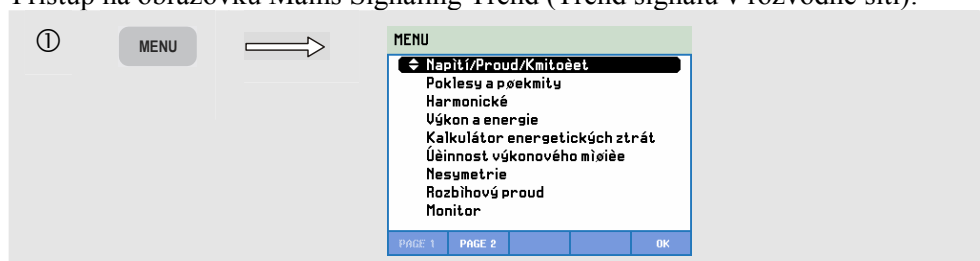 Přístup na obrazovku Mains Signaling Trend (Trend signálů v rozvodné síti):
① MENU
MENU
Napìtí/Proud/Kmitoèet
Poklesy a pøekmity
Harmonické
Výkon a energie
Kalkulátor energetických ztrát
Úèinnost výkonového mìøièe
Nesymetrie
Rozbìhový proud
Monitor
PAGE 1 PAGE 2 OK